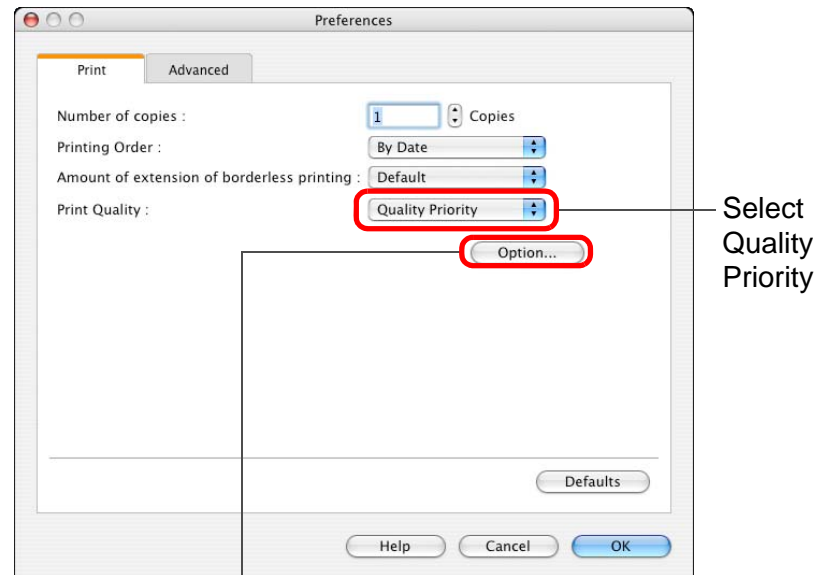 Preferences
Print Advanced
Number of copies : 1 Copies
Printing Order : By Date
Amount of extension of borderless printing : Default
Print Quality : Quality Priority
Option...
Select
Quality
Priority
Defaults
Help Cancel OK